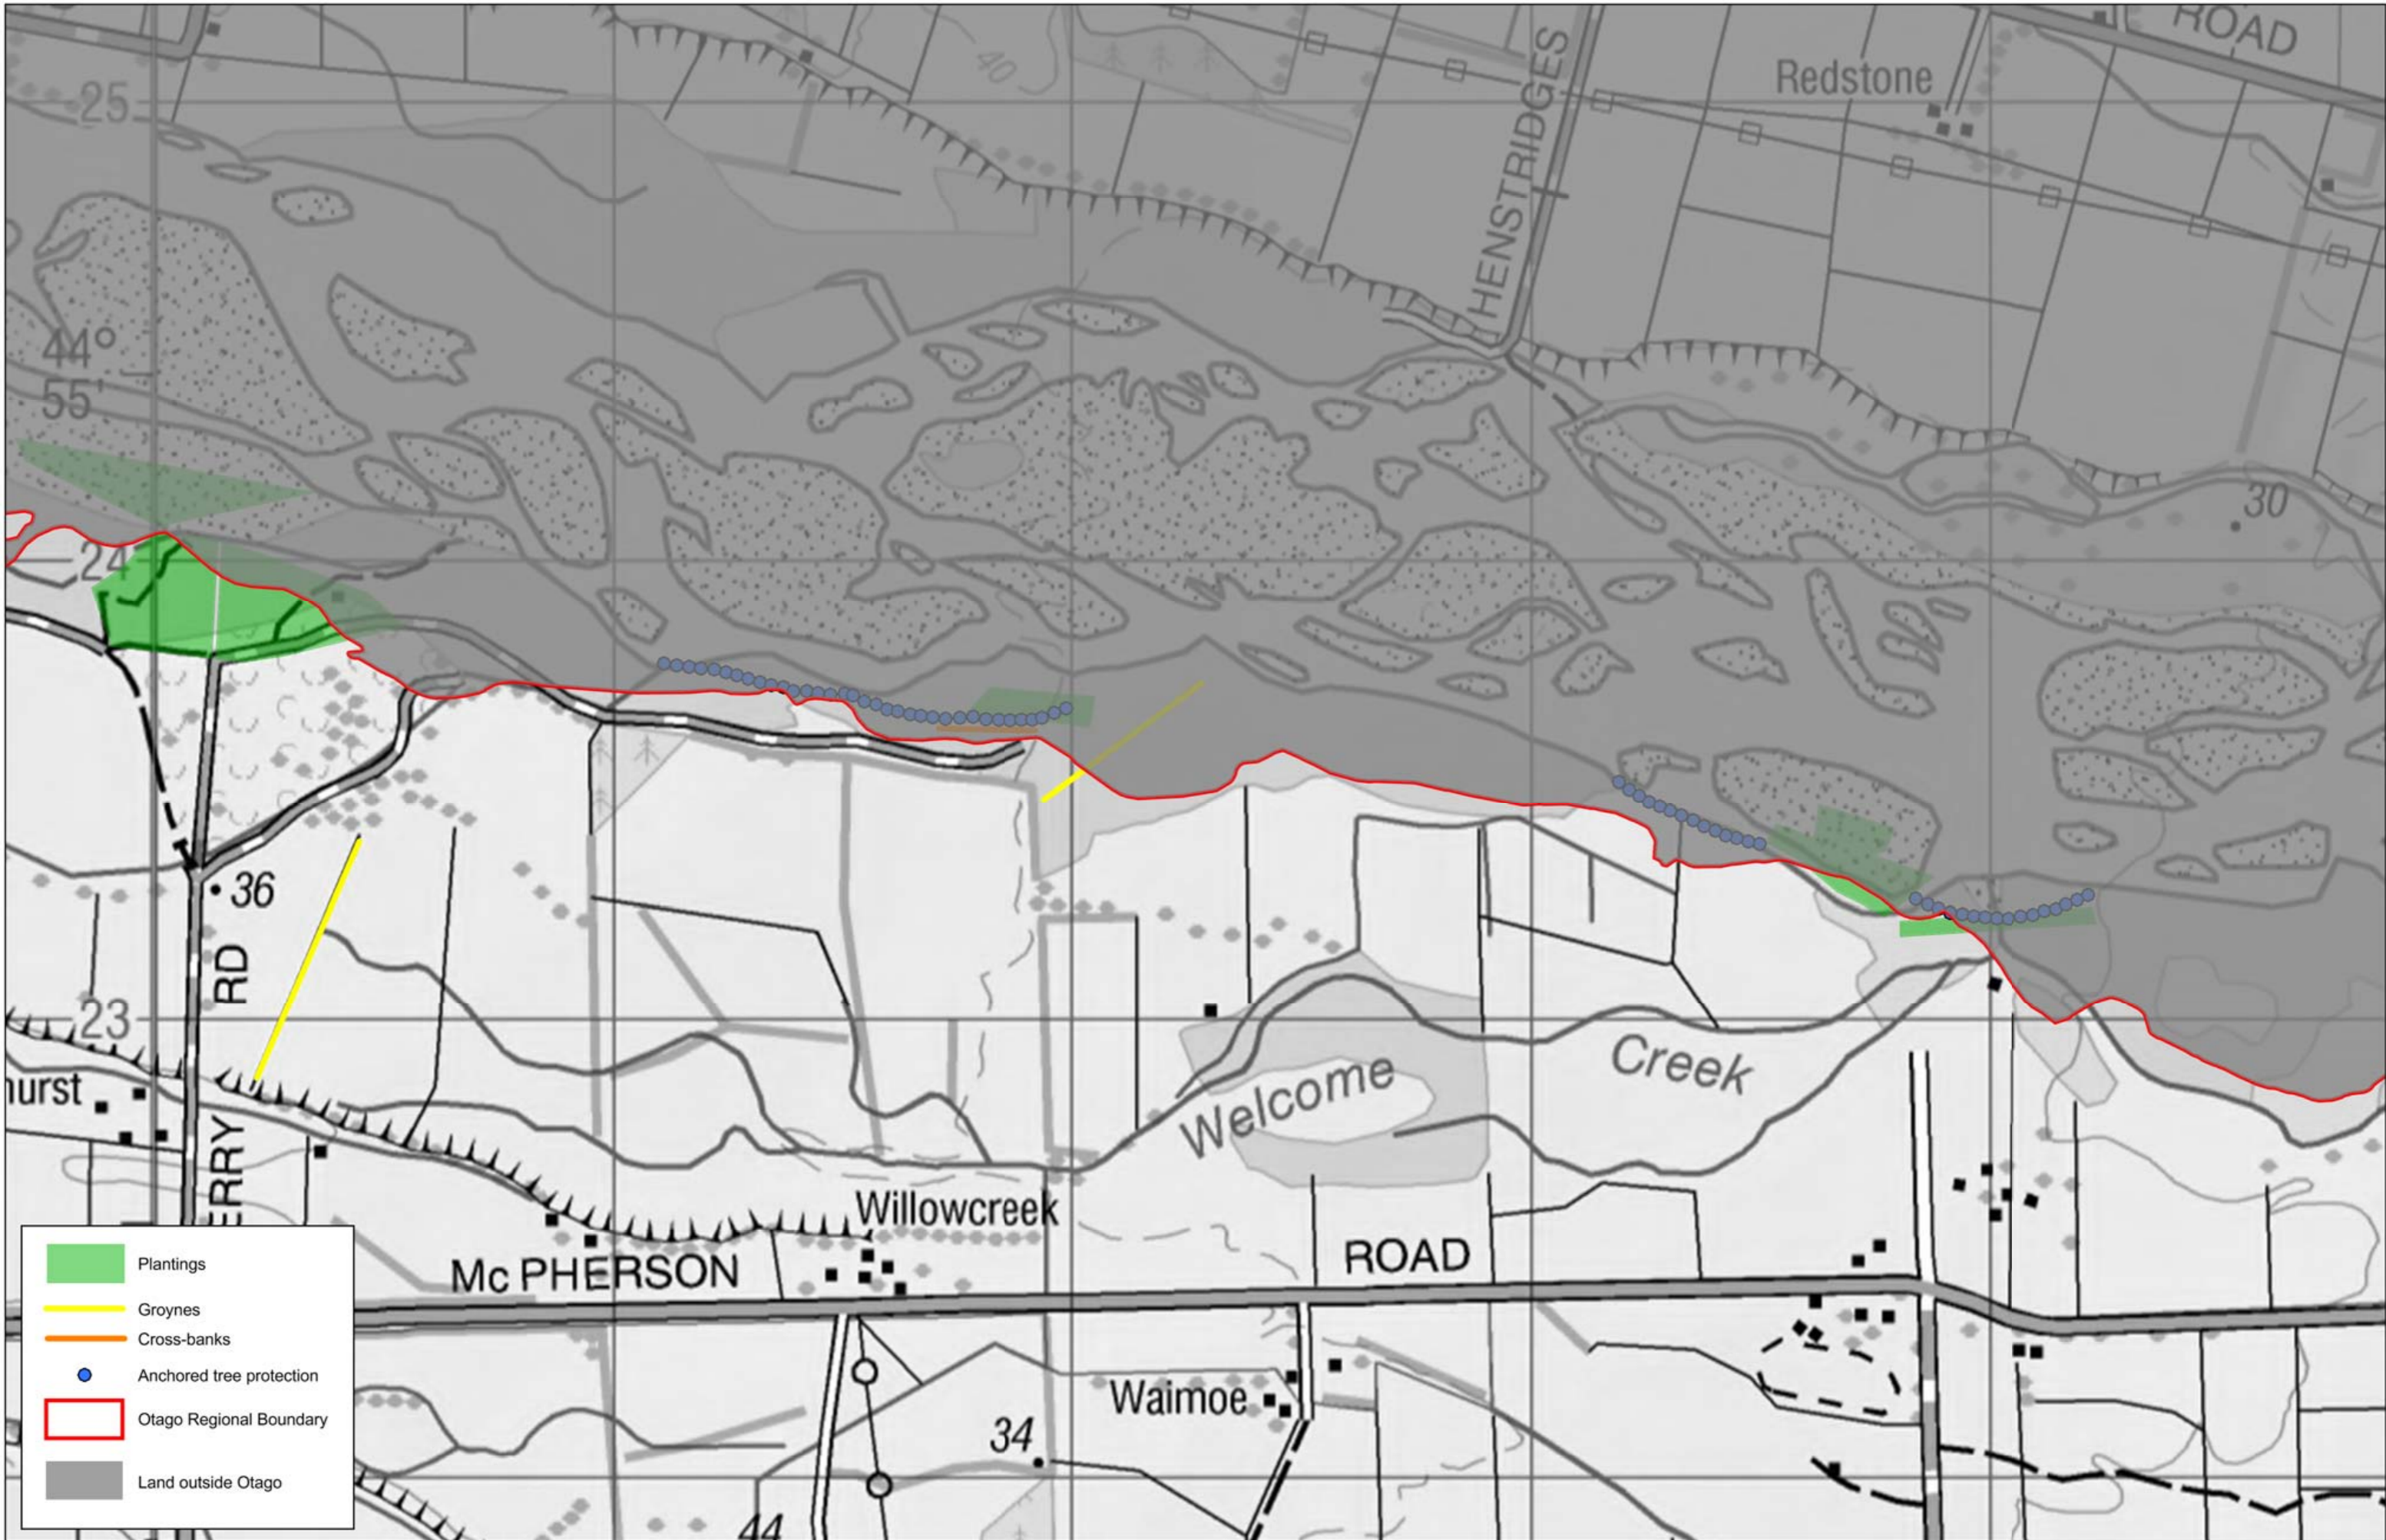 ROAD
Redstone
25
40
HENSTRIDGES
44°
55'
30
24
36
RD
23
Welcome
Creek
hurst
ERRY
Willowcreek
Mc PHERSON
ROAD
Waimoe
34
44
Plantings
Groynes
Cross-banks
Anchored tree protection
Otago Regional Boundary
Land outside Otago